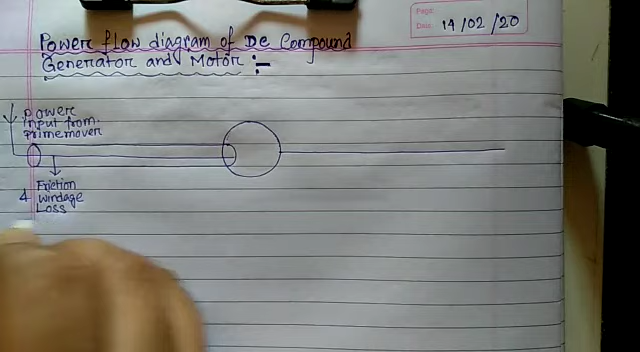 Page:
Date: 14/02/20
Power flow diagram of De Compound
Generator and Motor :-
Power
input from
primemover
Friction
4 windage
Loss